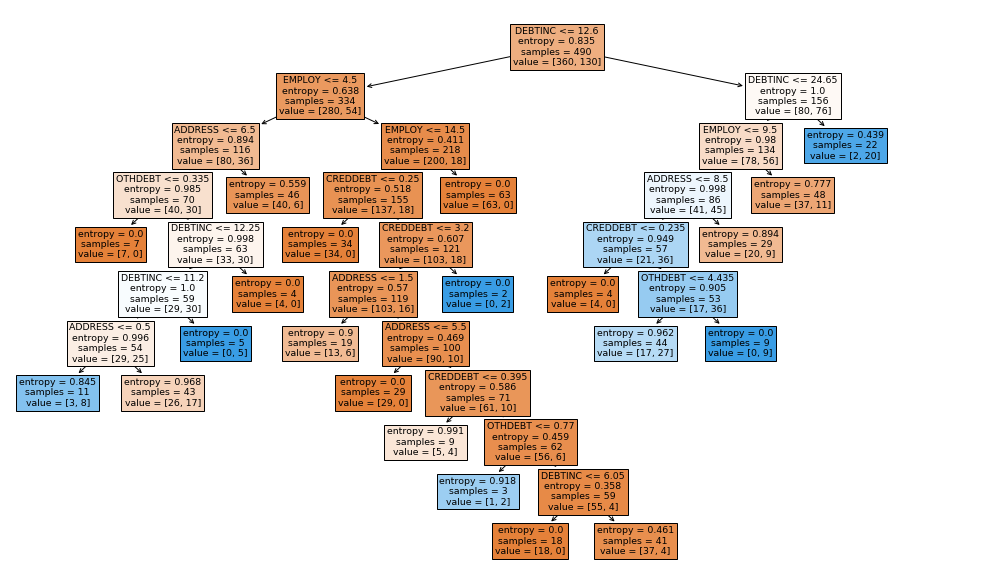 DEBTINC <= 12.6
entropy = 0.835
samples = 490
value = [360, 130]
EMPLOY <= 4.5
entropy = 0.638
samples = 334
value = [280, 54]
DEBTINC <= 24.65
entropy = 1.0
samples = 156
value = [80, 76]
ADDRESS <= 6.5
entropy = 0.894
samples = 116
value = [80, 36]
EMPLOY <= 14.5
entropy = 0.411
samples = 218
value = [200, 18]
EMPLOY <= 9.5
entropy = 0.98
samples = 134
value = [78, 56]
entropy = 0.439
samples = 22
value = [2, 20]
OTHDEBT <= 0.335
entropy = 0.985
samples = 70
value = [40, 30]
entropy = 0.559
samples = 46
value = [40, 6]
CREDDEBT <= 0.25
entropy = 0.518
samples = 155
value = [137, 18]
entropy = 0.0
samples = 63
value = [63, 0]
ADDRESS <= 8.5
entropy = 0.998
samples = 86
value = [41, 45]
entropy = 0.777
samples = 48
value = [37, 11]
entropy = 0.0
samples = 7
value = [7, 0]
DEBTINC <= 12.25
entropy = 0.998
samples = 63
value = [33, 30]
entropy = 0.0
samples = 34
value = [34, 0]
CREDDEBT <= 3.2
entropy = 0.607
samples = 121
value = [103, 18]
CREDDEBT <= 0.235
entropy = 0.949
samples = 57
value = [21, 36]
entropy = 0.894
samples = 29
value = [20, 9]
DEBTINC <= 11.2
entropy = 1.0
samples = 59
value = [29, 30]
entropy = 0.0
samples = 4
value = [4, 0]
ADDRESS <= 1.5
entropy = 0.57
samples = 119
value = [103, 16]
entropy = 0.0
samples = 2
value = [0, 2]
entropy = 0.0
samples = 4
value = [4, 0]
OTHDEBT <= 4.435
entropy = 0.905
samples = 53
value = [17, 36]
ADDRESS <= 0.5
entropy = 0.996
samples = 54
value = [29, 25]
entropy = 0.0
samples = 5
value = [0, 5]
entropy = 0.9
samples = 19
value = [13, 6]
ADDRESS <= 5.5
entropy = 0.469
samples = 100
value = [90, 10]
entropy = 0.962
samples = 44
value = [17, 27]
entropy = 0.0
samples = 9
value = [0, 9]
entropy = 0.845
samples = 11
value = [3, 8]
entropy = 0.968
samples = 43
value = [26, 17]
entropy = 0.0
samples = 29
value = [29, 0]
CREDDEBT <= 0.395
entropy = 0.586
samples = 71
value = [61, 10]
entropy = 0.991
samples = 9
value = [5, 4]
OTHDEBT <= 0.77
entropy = 0.459
samples = 62
value = [56, 6]
entropy = 0.918
samples = 3
value = [1, 2]
DEBTINC <= 6.05
entropy = 0.358
samples = 59
value = [55, 4]
entropy = 0.0
samples = 18
value = [18, 0]
entropy = 0.461
samples = 41
value = [37, 4]